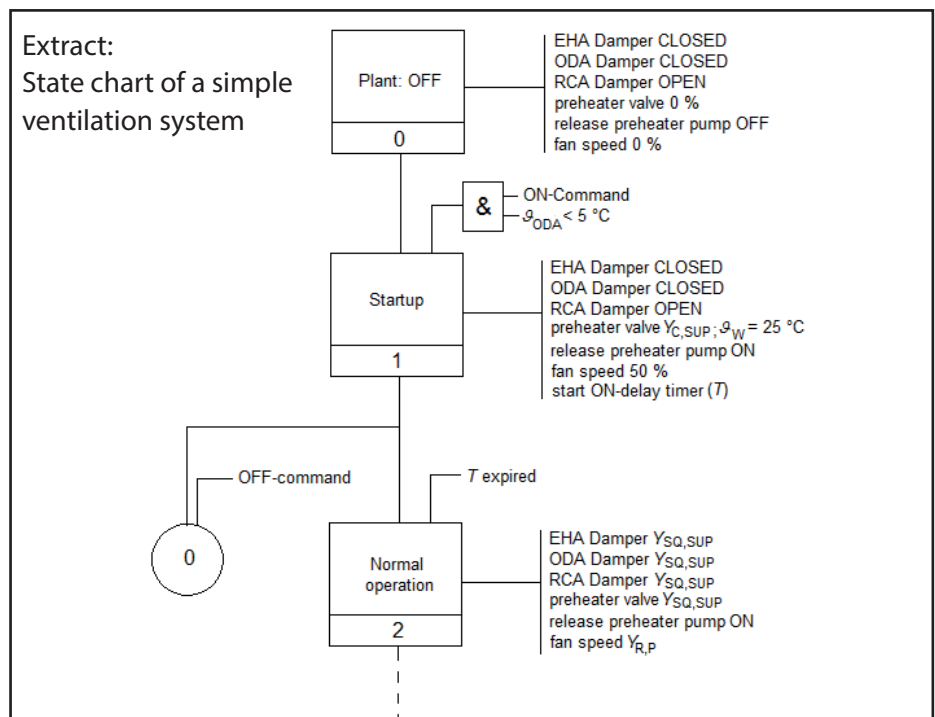 Extract:
State chart of a simple
ventilation system
Plant: OFF
0
EHA Damper CLOSED
ODA Damper CLOSED
RCA Damper OPEN
preheater valve 0 %
release preheater pump OFF
fan speed 0 %
&
ON-Command
ϑODA < 5 °C
Startup
1
EHA Damper CLOSED
ODA Damper CLOSED
RCA Damper OPEN
preheater valve YC,SUP; ϑW = 25 °C
release preheater pump ON
fan speed 50 %
start ON-delay timer (T)
OFF-command
0
T expired
Normal
operation
2
EHA Damper YSQ,SUP
ODA Damper YSQ,SUP
RCA Damper YSQ,SUP
preheater valve YSQ,SUP
release preheater pump ON
fan speed YR,P